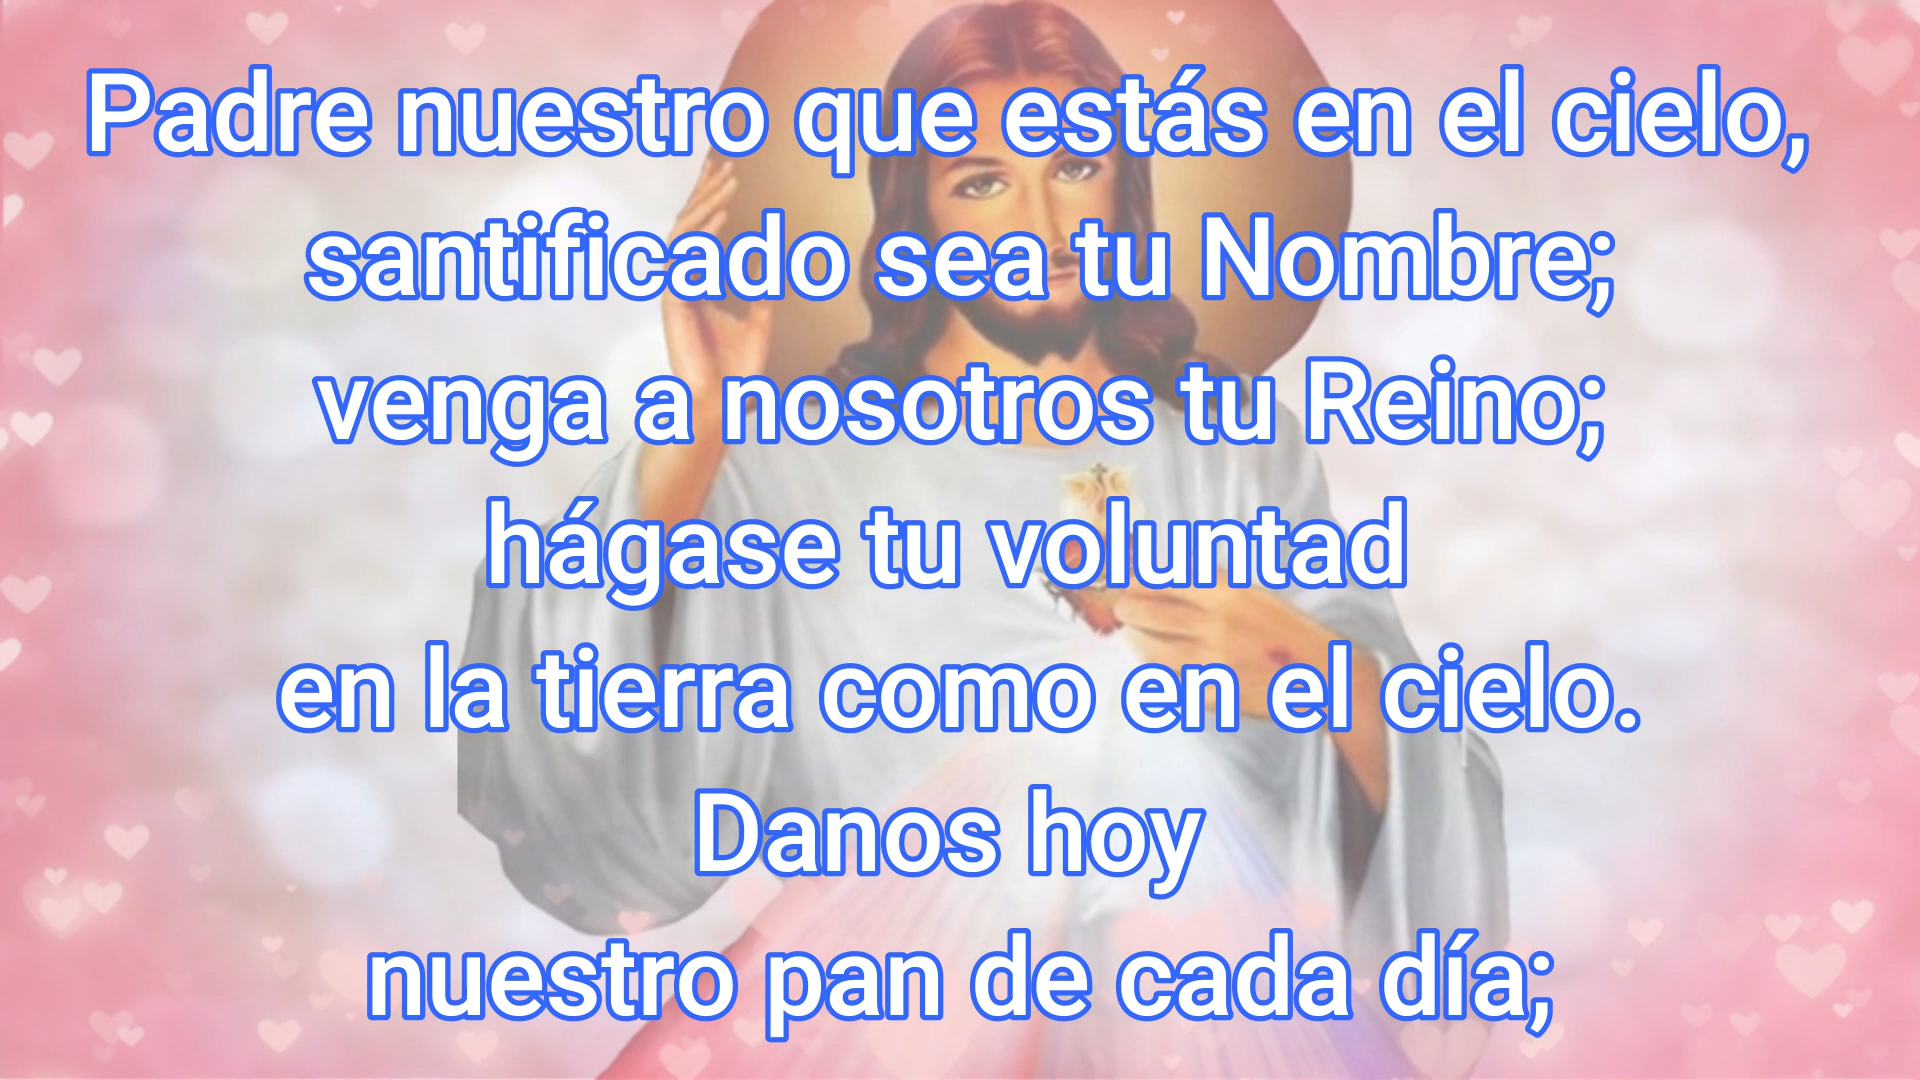 Padre nuestro que estás en el cielo,
santificado sea tu Nombre;
venga a nosotros tu Reino;
hágase tu voluntad
en la tierra como en el cielo.
Danos hoy
nuestro pan de cada día;